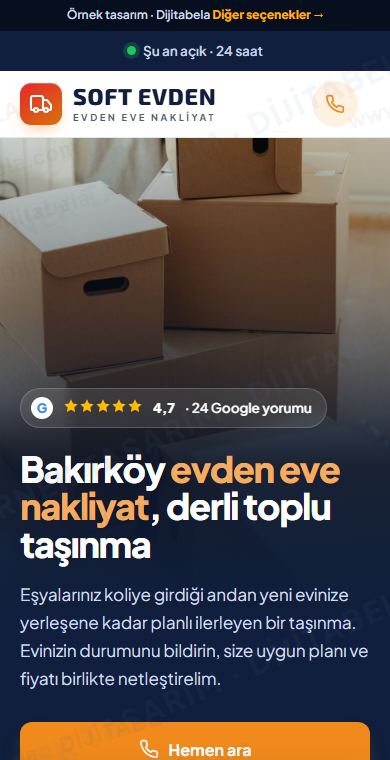 Örnek tasarım · Dijitabela Diğer seçenekler →
Şu an açık · 24 saat
SOFT EVDEN
EVDEN EVE NAKLİYAT
G ★★★★★ 4,7 · 24 Google yorumu
Bakırköy evden eve
nakliyat, derli toplu
taşınma
Eşyalarınız koliye girdiği andan yeni evinize
yerleşene kadar planlı ilerleyen bir taşınma.
Evinizin durumunu bildirin, size uygun planı ve
fiyatı birlikte netleştirelim.
Hemen ara